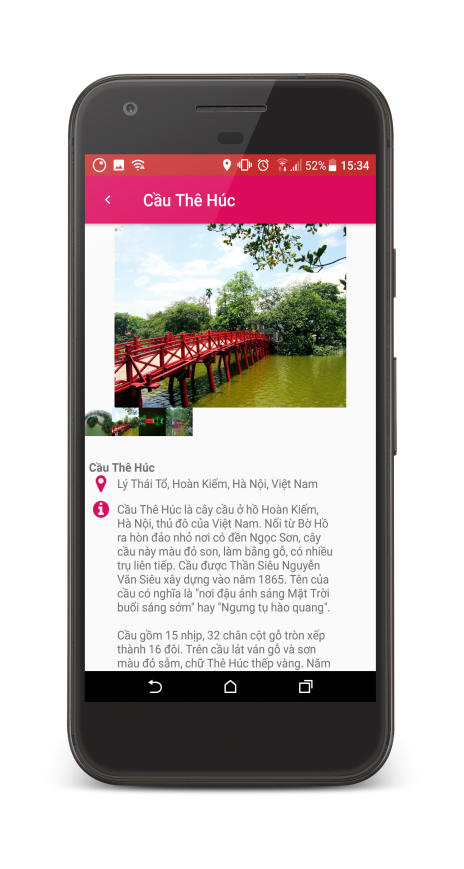 52% 15:34
Cầu Thê Húc
Cầu Thê Húc
Lý Thái Tổ, Hoàn Kiếm, Hà Nội, Việt Nam
Cầu Thê Húc là cây cầu ở hồ Hoàn Kiếm,
Hà Nội, thủ đô của Việt Nam. Nối từ Bờ Hồ
ra hòn đảo nhỏ nơi có đền Ngọc Sơn, cây
cầu này màu đỏ son, làm bằng gỗ, có nhiều
trụ liên tiếp. Cầu được Thần Siêu Nguyễn
Văn Siêu xây dựng vào năm 1865. Tên của
cầu có nghĩa là "nơi đậu ánh sáng Mặt Trời
buổi sáng sớm" hay "Ngưng tụ hào quang".
Cầu gồm 15 nhịp, 32 chân cột gỗ tròn xếp
thành 16 đôi. Trên cầu lát ván gỗ và sơn
màu đỏ sẫm, chữ Thê Húc thếp vàng. Năm